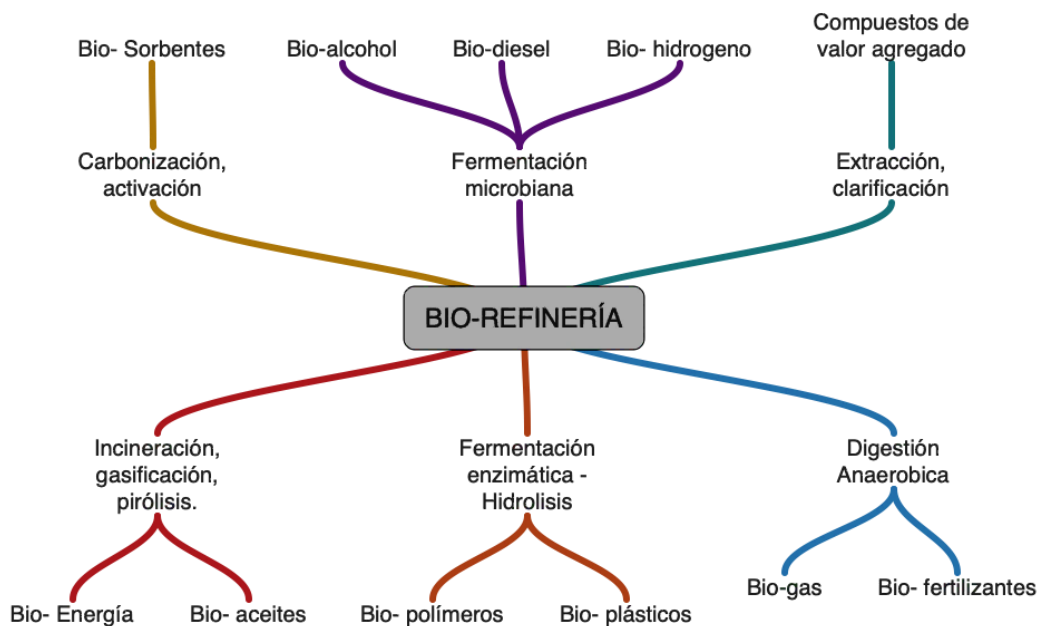 Bio- Sorbentes
Bio-alcohol
Bio-diesel
Bio- hidrogeno
Compuestos de
valor agregado
Carbonización,
activación
Fermentación
microbiana
Extracción,
clarificación
BIO-REFINERÍA
Incineración,
gasificación,
pirólisis.
Fermentación
enzimática -
Hidrolisis
Digestión
Anaerobica
Bio- Energía
Bio- aceites
Bio- polímeros
Bio- plásticos
Bio-gas
Bio- fertilizantes